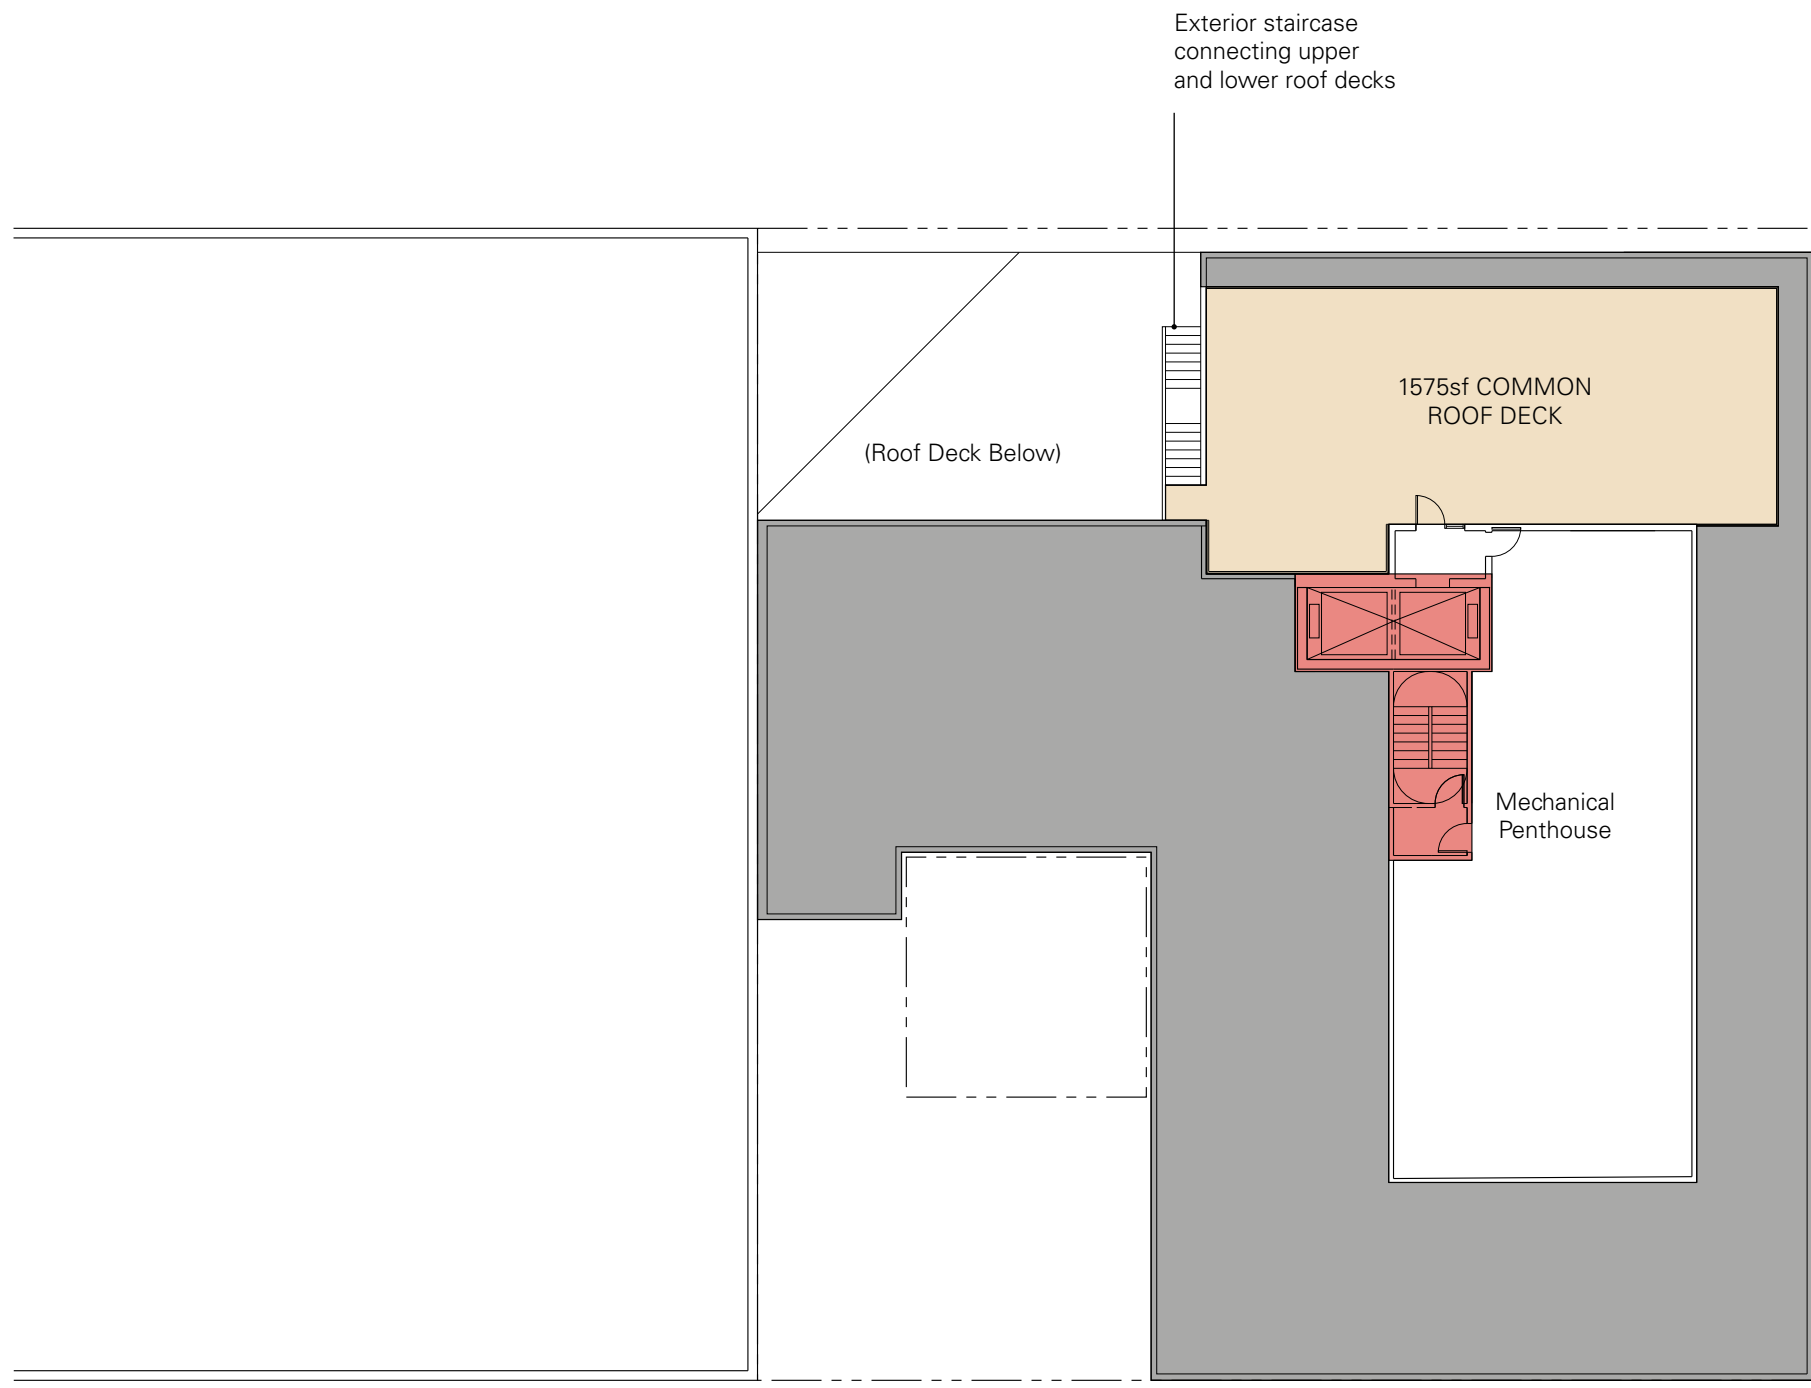 Exterior staircase
connecting upper
and lower roof decks
1575sf COMMON
ROOF DECK
(Roof Deck Below)
Mechanical
Penthouse